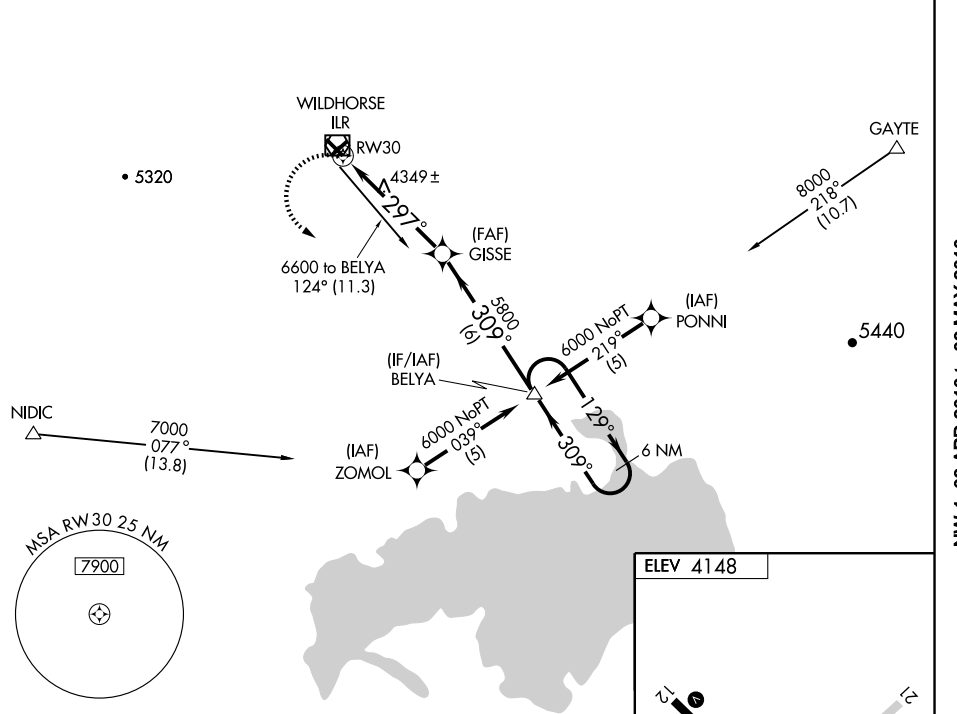 WILDHORSE
ILR
RW30
GAYTE
5320
4349 ±
8000
218°
(10.7)
297°
(FAF)
GISSE
6600 to BELYA
124° (11.3)
5800
309°
(6)
(IAF)
PONNI
6000 NoPT
219°
(5)
5440
(IF/IAF)
BELYA
NIDIC
7000
077°
(13.8)
6000 NoPT
039°
(5)
(IAF)
ZOMOL
129°
309°
6 NM
MSA RW30 25 NM
7900
ELEV 4148
12
V
21